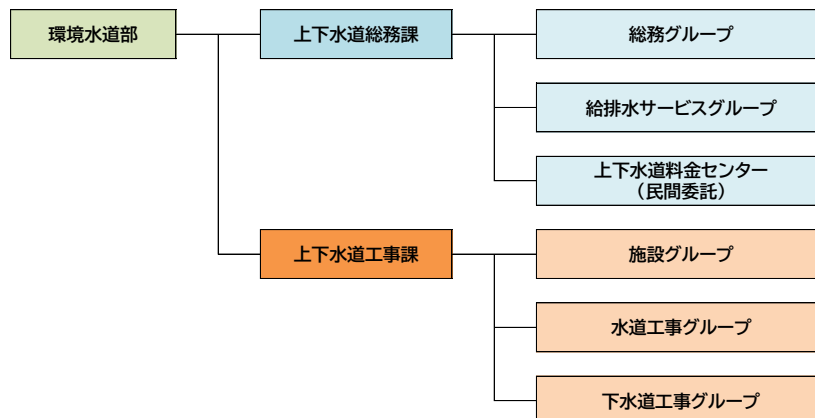 環境水道部
上下水道総務課
総務グループ
給排水サービスグループ
上下水道料金センター
（民間委託）
上下水道工事課
施設グループ
水道工事グループ
下水道工事グループ